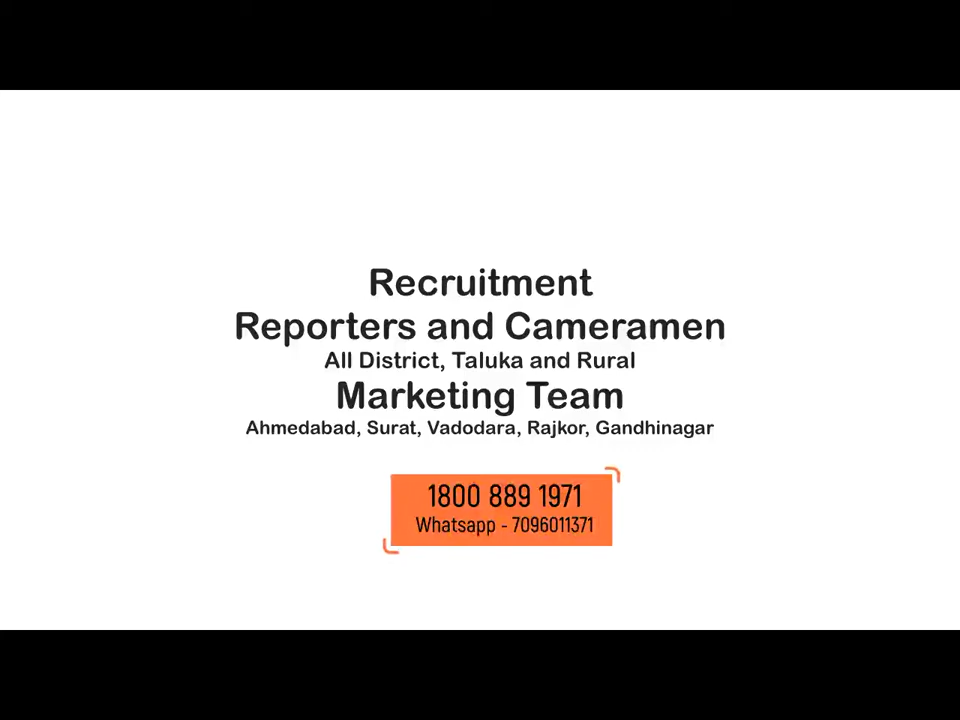 Recruitment
Reporters and Cameramen
All District, Taluka and Rural
Marketing Team
Ahmedabad, Surat, Vadodara, Rajkor, Gandhinagar
1800 889 1971
Whatsapp - 7096011371